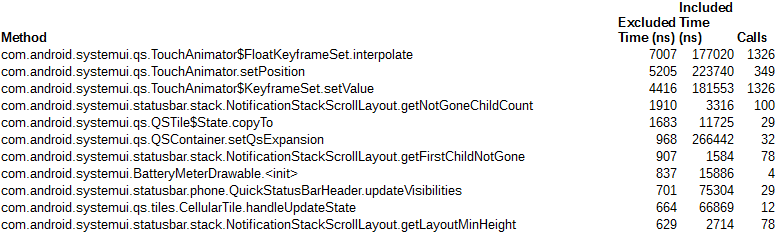 Included
Excluded Time
Method Time (ns) (ns) Calls
com.android.systemui.qs.TouchAnimator$FloatKeyframeSet.interpolate 7007 177020 1326
com.android.systemui.qs.TouchAnimator.setPosition 5205 223740 349
com.android.systemui.qs.TouchAnimator$KeyframeSet.setValue 4416 181553 1326
com.android.systemui.statusbar.stack.NotificationStackScrollLayout.getNotGoneChildCount 1910 3316 100
com.android.systemui.qs.QSTile$State.copyTo 1683 11725 29
com.android.systemui.qs.QSContainer.setQsExpansion 968 266442 32
com.android.systemui.statusbar.stack.NotificationStackScrollLayout.getFirstChildNotGone 907 1584 78
com.android.systemui.BatteryMeterDrawable.<init> 837 15886 4
com.android.systemui.statusbar.phone.QuickStatusBarHeader.updateVisibilities 701 75304 29
com.android.systemui.qs.tiles.CellularTile.handleUpdateState 664 66869 12
com.android.systemui.statusbar.stack.NotificationStackScrollLayout.getLayoutMinHeight 629 2714 78